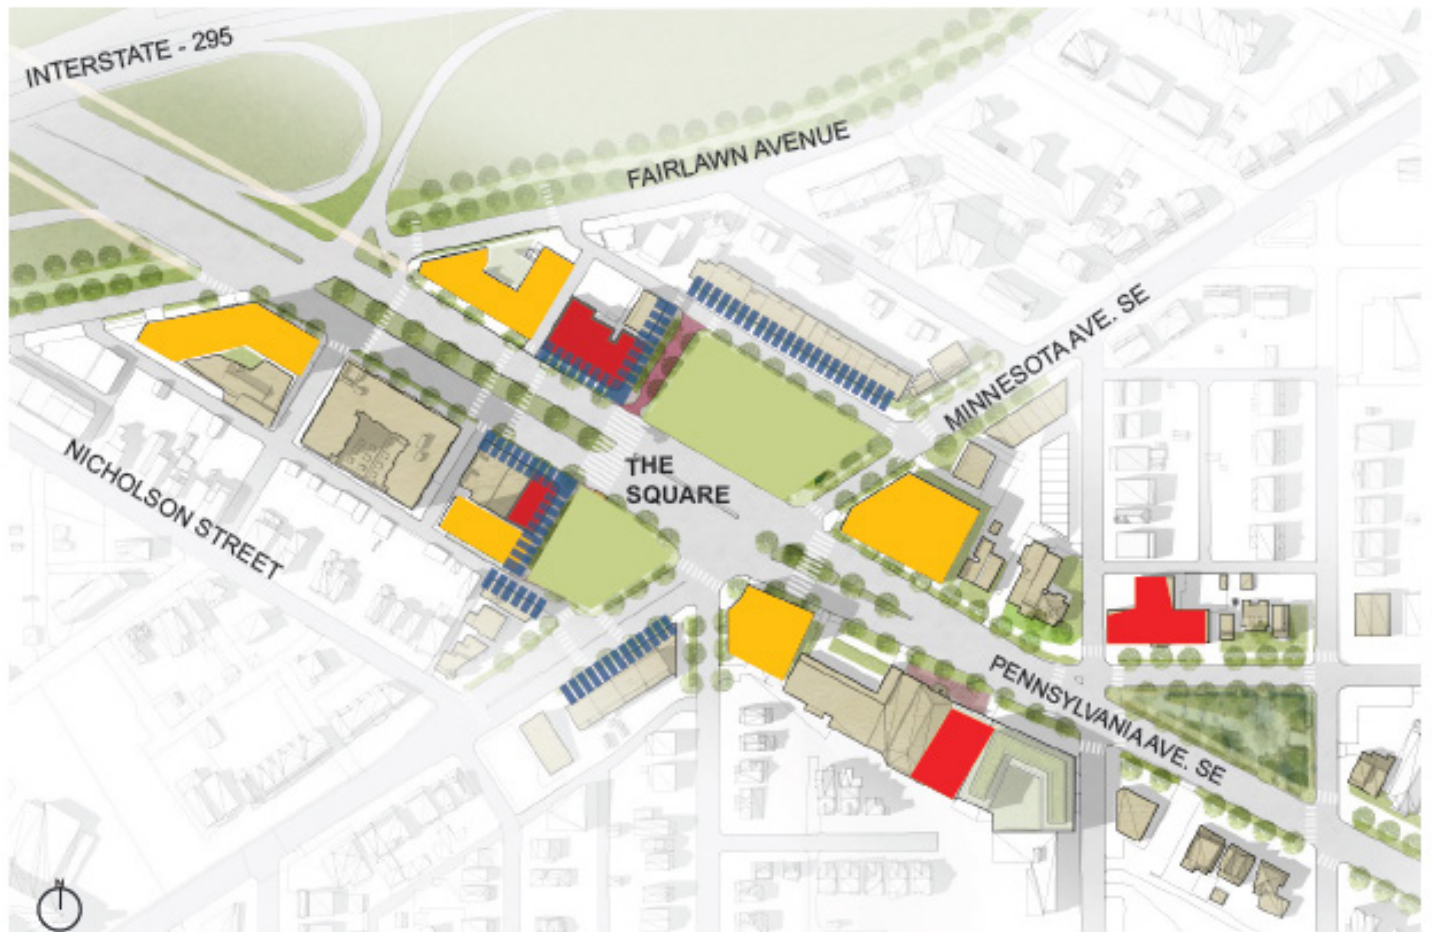 INTERSTATE - 295
FAIRLAWN AVENUE
MINNESOTA AVE. SE
THE
SQUARE
NICHOLSON STREET
PENNSYLVANIA AVE. SE
N